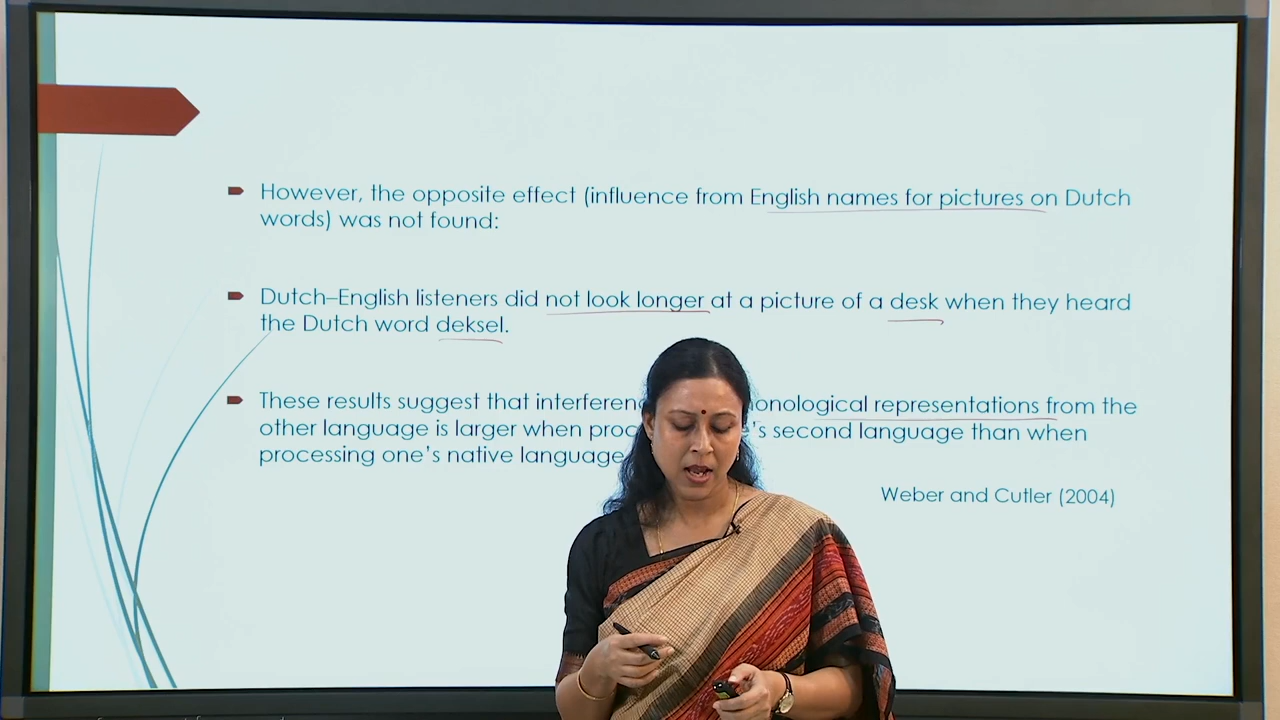 However, the opposite effect (influence from English names for pictures on Dutch
words) was not found:
Dutch–English listeners did not look longer at a picture of a desk when they heard
the Dutch word deksel.
These results suggest that representations from the
other language is larger when second language than when
processing one's native language
Weber and Cutler (2004)